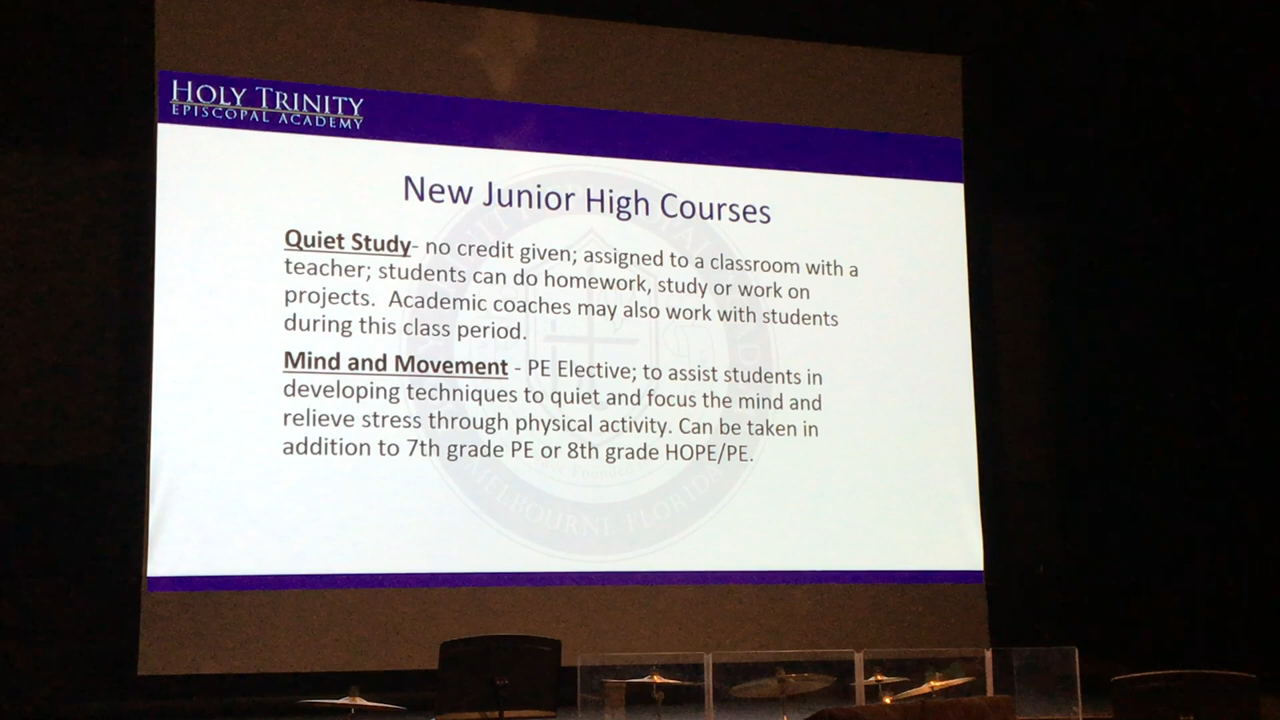 HOLY TRINITY
EPISCOPAL ACADEMY
New Junior High Courses
Quiet Study- no credit given; assigned to a classroom with a
teacher; students can do homework, study or work on
projects.  Academic coaches may also work with students
during this class period.
Mind and Movement - PE Elective; to assist students in
developing techniques to quiet and focus the mind and
relieve stress through physical activity. Can be taken in
addition to 7th grade PE or 8th grade HOPE/PE.
MELBOURNE FLORIDA